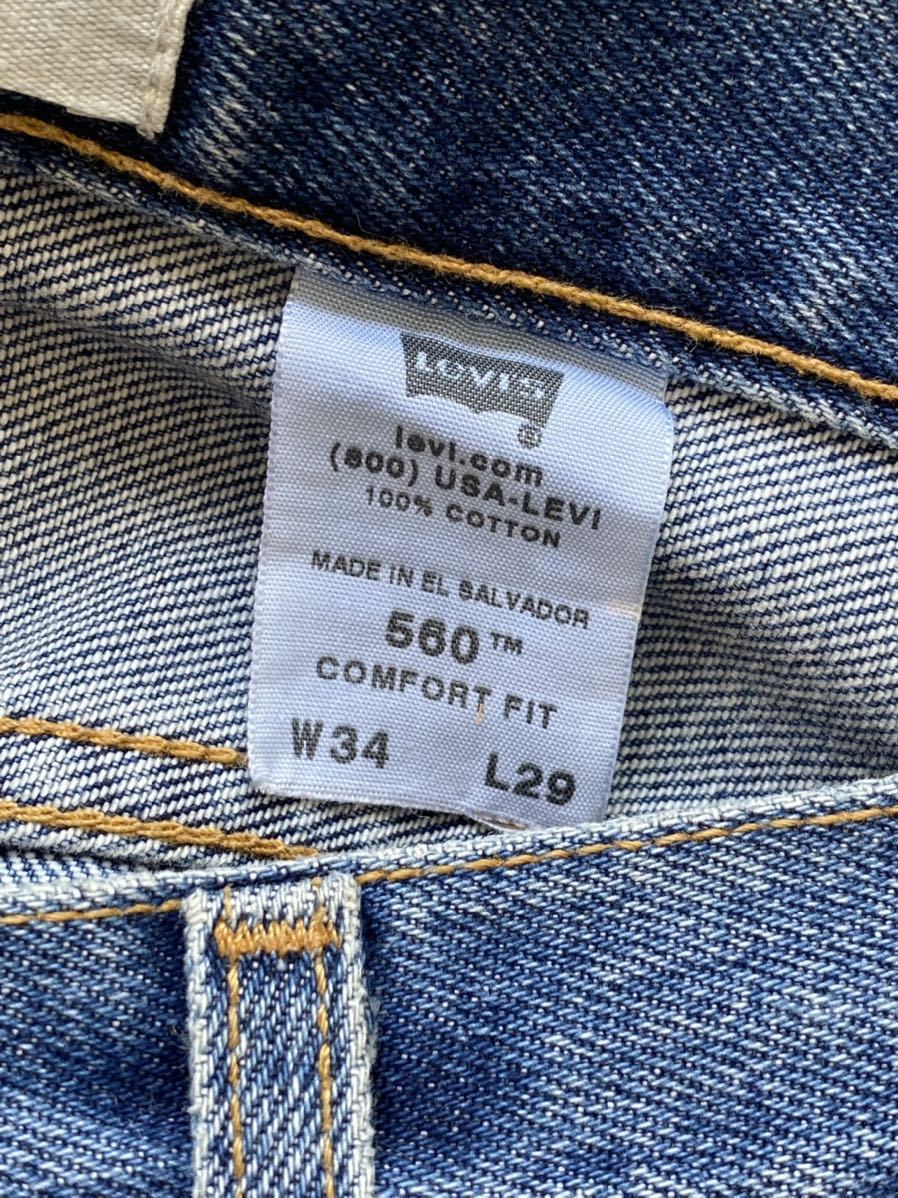 LEVI'S
levi.com
(800) USA-LEVI
100% COTTON
MADE IN EL SALVADOR
560™
COMFORT FIT
W34 L29